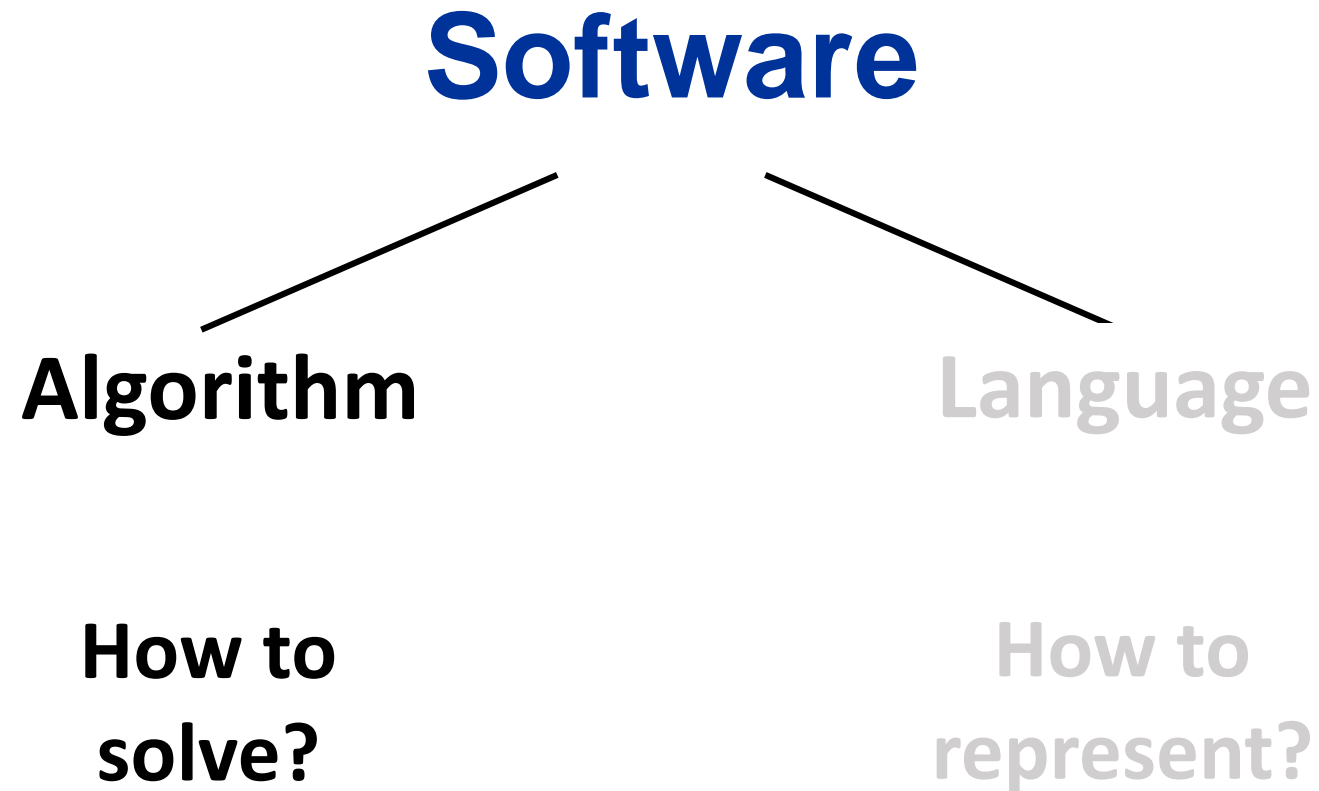 Software
Algorithm
Language
How to
solve?
How to
represent?